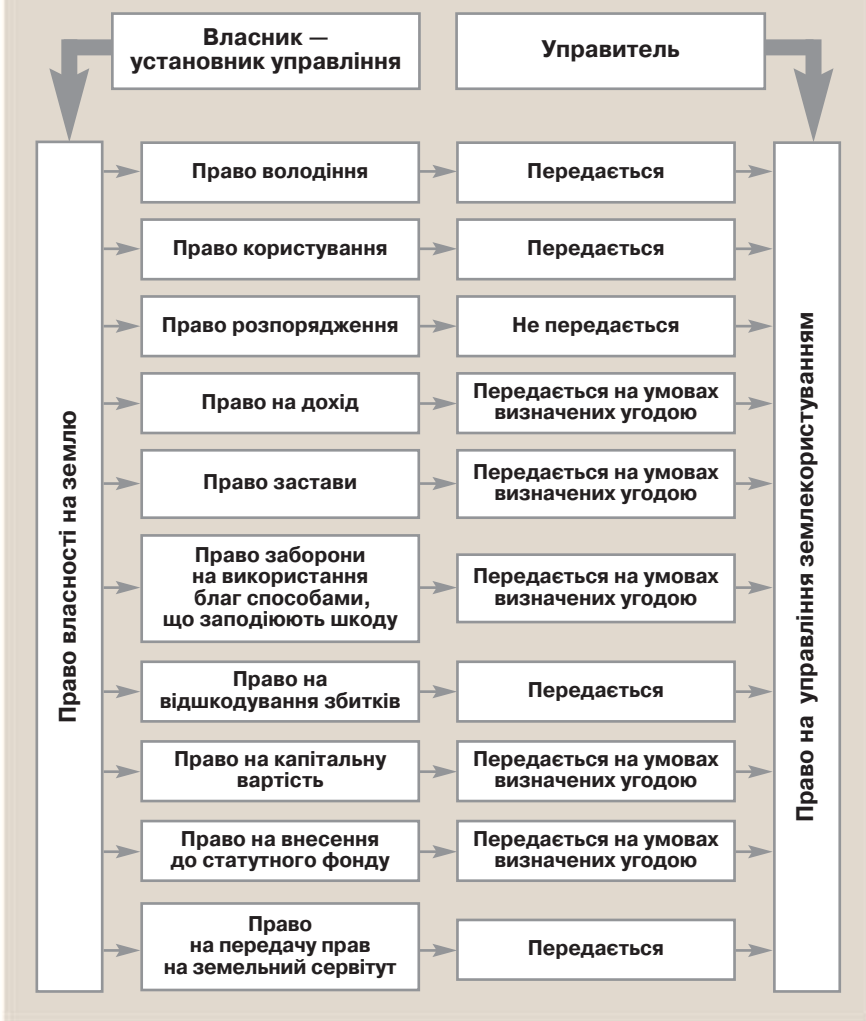 Власник —
установник управління
Управитель
Право власності на землю
Право володіння
Передається
Право користування
Передається
Право розпорядження
Не передається
Право на дохід
Передається на умовах
визначених угодою
Право застави
Передається на умовах
визначених угодою
Право заборони
на використання
благ способами,
що заподіюють шкоду
Передається на умовах
визначених угодою
Право на
відшкодування збитків
Передається
Право на капітальну
вартість
Передається на умовах
визначених угодою
Право на внесення
до статутного фонду
Передається на умовах
визначених угодою
Право
на передачу прав
на земельний сервітут
Передається
Право на управління землекористуванням